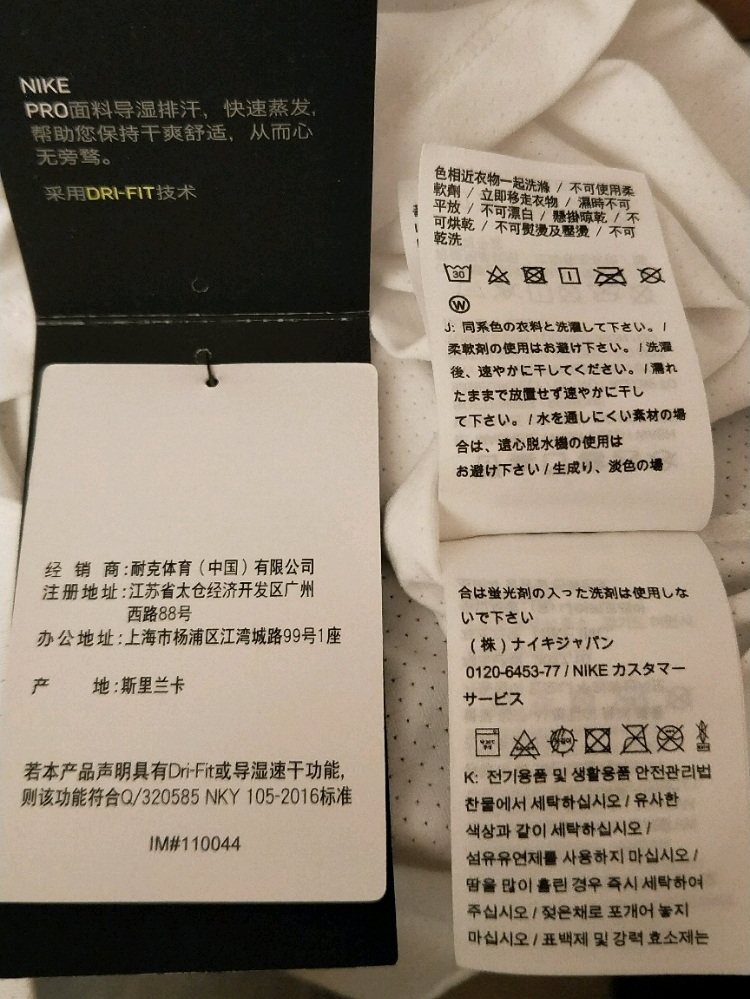 NIKE
PRO面料导湿排汗，快速蒸发，
帮助您保持干爽舒适，从而心
无旁骛。
采用DRI-FIT技术
经销商:耐克体育（中国）有限公司
注册地址:江苏省太仓经济开发区广州
西路88号
办公地址:上海市杨浦区江湾城路99号1座
产地:斯里兰卡
若本产品声明具有Dri-Fit或导湿速干功能，
则该功能符合Q/320585 NKY 105-2016标准
IM#110044
色相近衣物一起洗滌 / 不可使用柔
軟劑 / 立即移走衣物 / 濕時不可
平放 / 不可漂白 / 懸掛晾乾 / 不
可烘乾 / 不可熨燙及壓燙 / 不可
乾洗
30
W
J: 同系色の衣料と洗濯して下さい。/
柔軟剤の使用はお避け下さい。/ 洗濯
後、速やかに干してください。/ 濡れ
たままで放置せず速やかに干し
て下さい。/ 水を通しにくい素材の場
合は、遠心脱水機の使用は
お避け下さい / 生成り、淡色の場
合は蛍光剤の入った洗剤は使用しな
いで下さい
（株）ナイキジャパン
0120-6453-77 / NIKE カスタマー
サービス
K: 전기용품 및 생활용품 안전관리법
찬물에서 세탁하십시오 / 유사한
색상과 같이 세탁하십시오 /
섬유유연제를 사용하지 마십시오 /
땀을 많이 흘린 경우 즉시 세탁하여
주십시오 / 젖은채로 포개어 놓지
마십시오 / 표백제 및 강력 효소제는